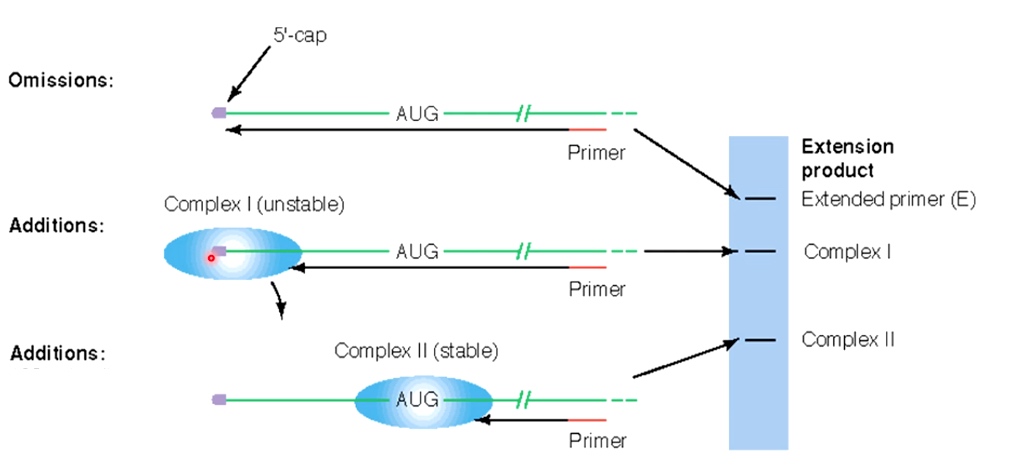 5'-cap
Omissions:
AUG
Primer
Extension
product
Extended primer (E)
Complex I (unstable)
Additions:
AUG
Complex I
Primer
Complex II (stable)
Additions:
AUG
Complex II
Primer